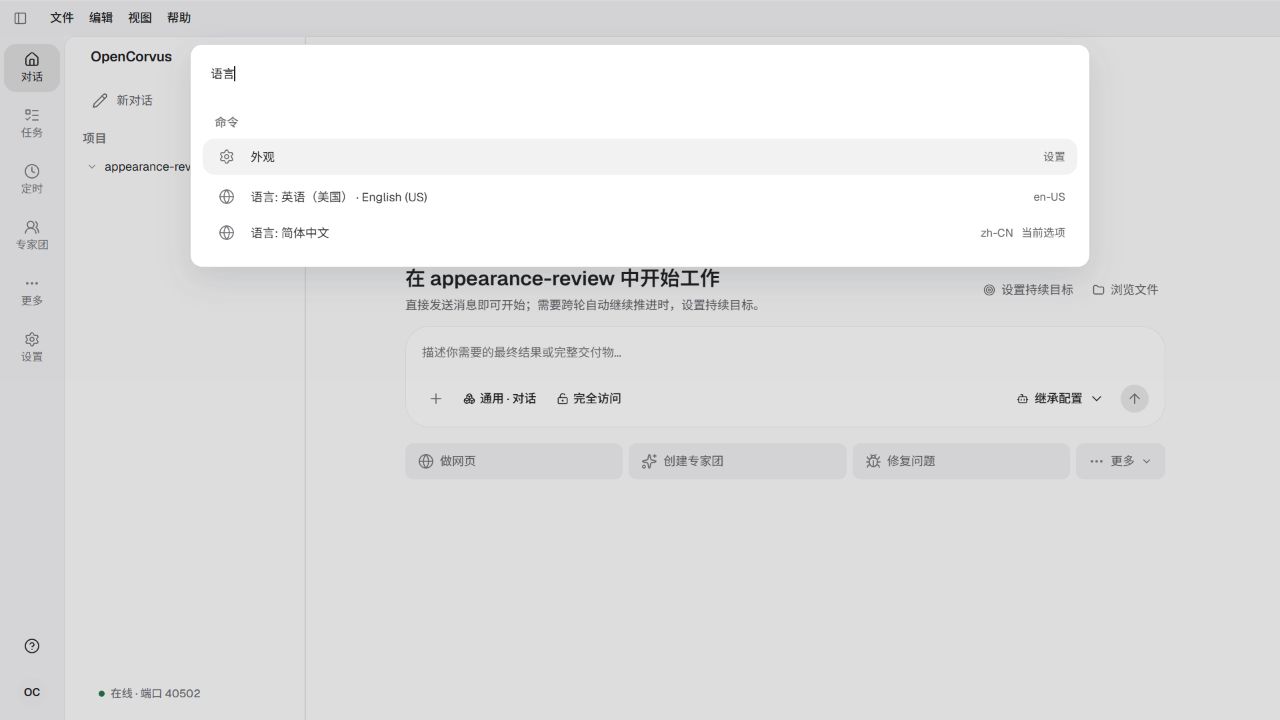 文件 编辑 视图 帮助
对话
任务
定时
专家团
更多
设置
OC
OpenCorvus
新对话
项目
appearance-rev
在线 · 端口 40502
语言
命令
外观 设置
语言: 英语（美国） · English (US) en-US
语言: 简体中文 zh-CN 当前选项
在 appearance-review 中开始工作
直接发送消息即可开始；需要跨轮自动继续推进时，设置持续目标。
设置持续目标 浏览文件
描述你需要的最终结果或完整交付物...
通用 · 对话 完全访问 继承配置
做网页 创建专家团 修复问题 更多